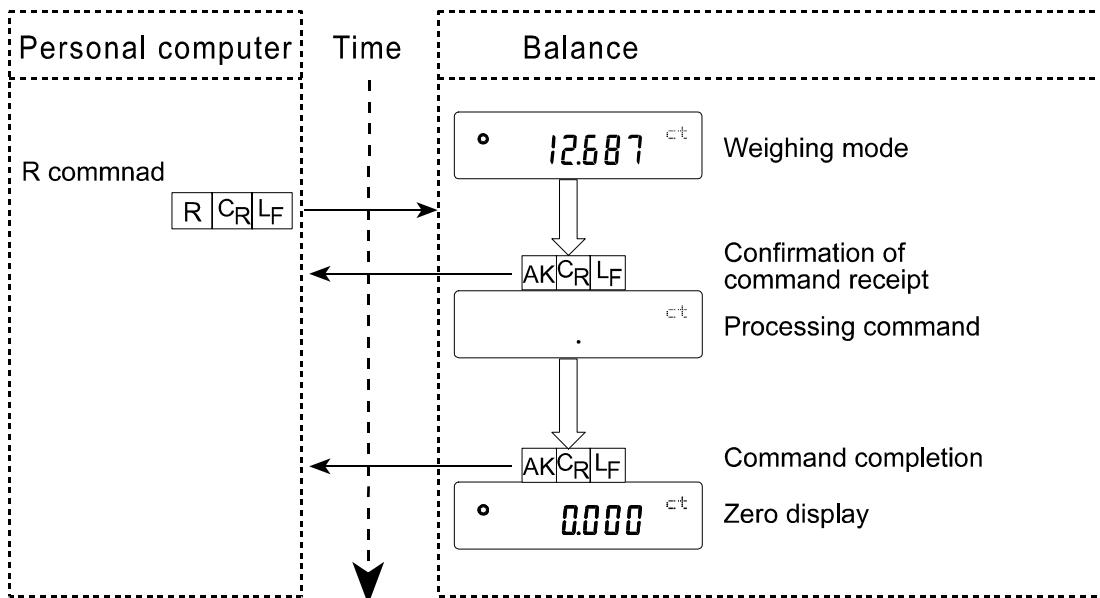 Personal computer
Time
Balance
12.687 ct
Weighing mode
R commnad
R CR LF
AK CR LF
Confirmation of
command receipt
. ct
Processing command
AK CR LF
Command completion
0.000 ct
Zero display